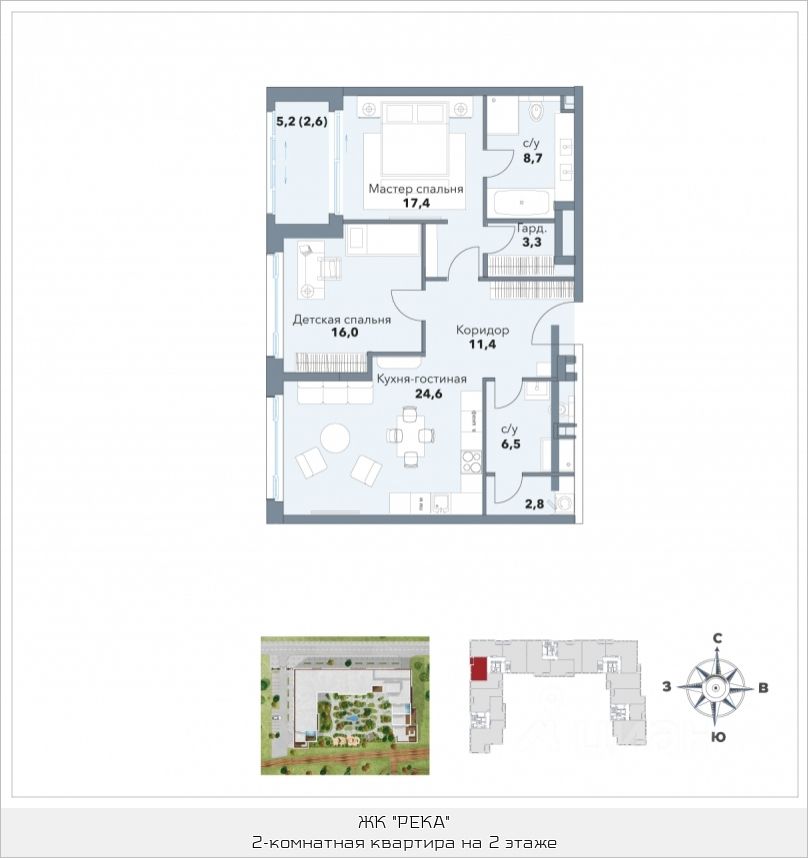 5,2 (2,6)
с/у
8,7
Мастер спальня
17,4
Гард.
3,3
Детская спальня
16,0
Коридор
11,4
Кухня-гостиная
24,6
с/у
6,5
2,8
С
З
В
Ю
ЦИАН
ЖК "РЕКА"
2-комнатная квартира на 2 этаже